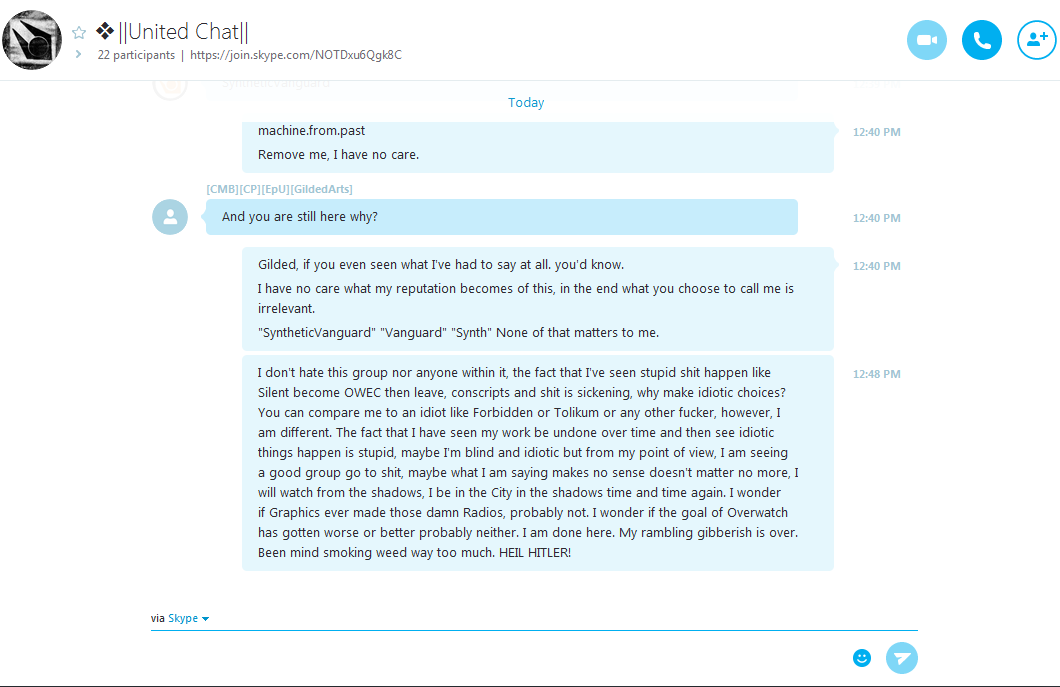 ❖||United Chat||
22 participants | https://join.skype.com/NOTDxu6Qgk8C
SyntheticVanguard
Today
machine.from.past
12:40 PM
Remove me, I have no care.
[CMB][CP][EpU][GildedArts]
And you are still here why?
12:40 PM
Gilded, if you even seen what I've had to say at all. you'd know.
12:40 PM
I have no care what my reputation becomes of this, in the end what you choose to call me is
irrelevant.
"SyntheticVanguard" "Vanguard" "Synth" None of that matters to me.
I don't hate this group nor anyone within it, the fact that I've seen stupid shit happen like
12:48 PM
Silent become OWEC then leave, conscripts and shit is sickening, why make idiotic choices?
You can compare me to an idiot like Forbidden or Tolikum or any other fucker, however, I
am different. The fact that I have seen my work be undone over time and then see idiotic
things happen is stupid, maybe I'm blind and idiotic but from my point of view, I am seeing
a good group go to shit, maybe what I am saying makes no sense doesn't matter no more, I
will watch from the shadows, I be in the City in the shadows time and time again. I wonder
if Graphics ever made those damn Radios, probably not. I wonder if the goal of Overwatch
has gotten worse or better probably neither. I am done here. My rambling gibberish is over.
Been mind smoking weed way too much. HEIL HITLER!
via Skype